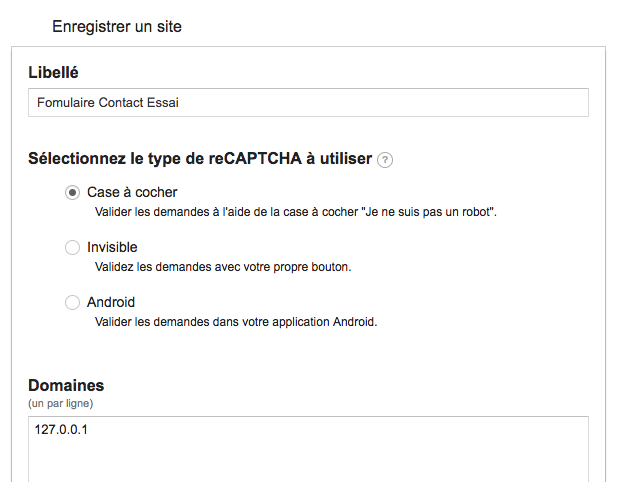 Enregistrer un site
Libellé
Fomulaire Contact Essai
Sélectionnez le type de reCAPTCHA à utiliser ?
Case à cocher
Valider les demandes à l'aide de la case à cocher "Je ne suis pas un robot".
Invisible
Validez les demandes avec votre propre bouton.
Android
Valider les demandes dans votre application Android.
Domaines
(un par ligne)
127.0.0.1